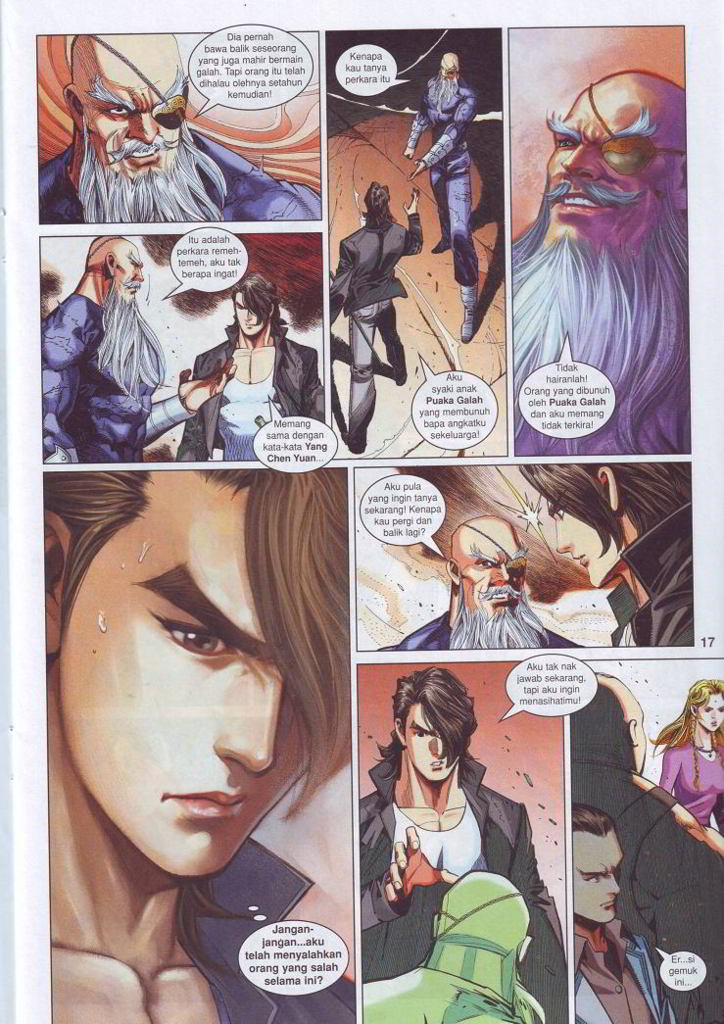 Dia pernah
bawa balik seseorang
yang juga mahir bermain
galah. Tapi orang itu telah
dihalau olehnya setahun
kemudian!
Itu adalah
perkara remeh-
temeh, aku tak
berapa ingat!
Memang
sama dengan
kata-kata Yang
Chen Yuan...
Kenapa
kau tanya
perkara itu
Aku
syaki anak
Puaka Galah
yang membunuh
bapa angkatku
sekeluarga!
Tidak
hairanlah!
Orang yang dibunuh
oleh Puaka Galah
dan aku memang
tidak terkira!
Jangan-
jangan...aku
telah menyalahkan
orang yang salah
selama ini?
Aku pula
yang ingin tanya
sekarang! Kenapa
kau pergi dan
balik lagi?
17
Aku tak nak
jawab sekarang,
tapi aku ingin
menasihatimu!
Er...si
gemuk
ini...